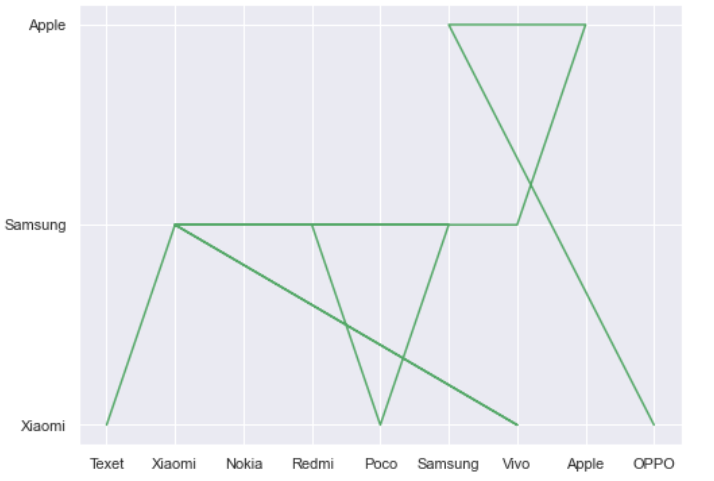 Apple
Samsung
Xiaomi
Texet Xiaomi Nokia Redmi Poco Samsung Vivo Apple OPPO